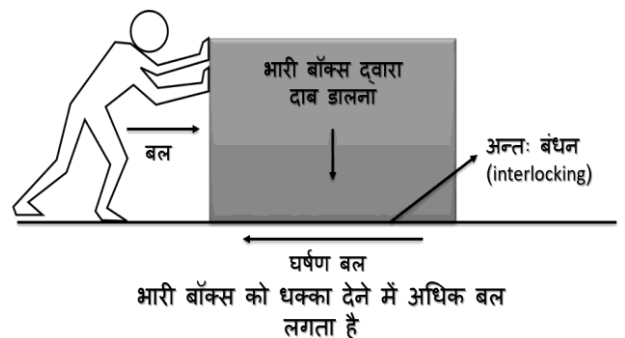 भारी बॉक्स द्वारा
दाब डालना
बल
अन्तः बंधन
(interlocking)
घर्षण बल
भारी बॉक्स को धक्का देने में अधिक बल
लगता है